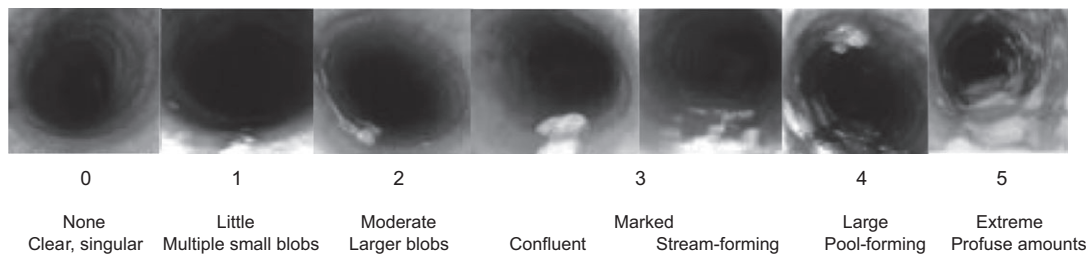 0 1 2 3 4 5
None Little Moderate Marked Large Extreme
Clear, singular Multiple small blobs Larger blobs Confluent Stream-forming Pool-forming Profuse amounts